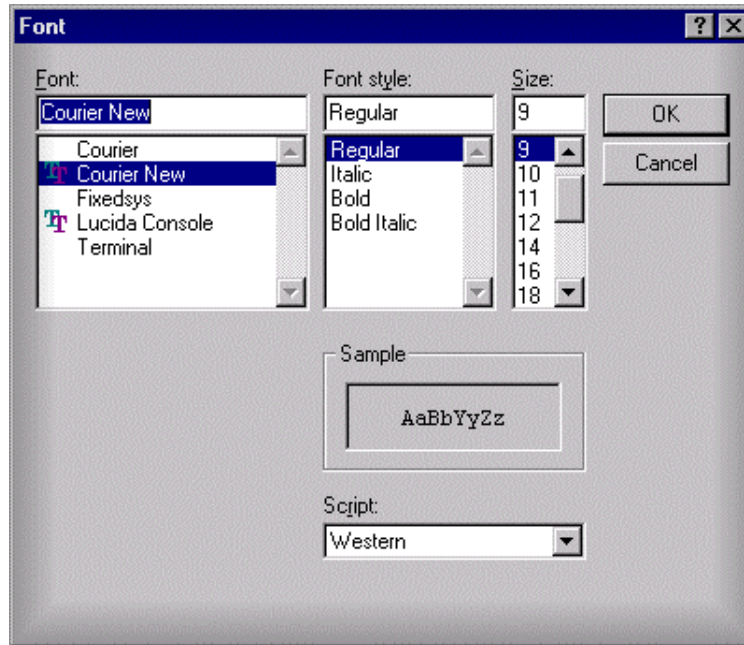 Font
Font:
Courier New
Courier
Courier New
Fixedsys
Lucida Console
Terminal
Font style:
Regular
Regular
Italic
Bold
Bold Italic
Size:
9
9
10
11
12
14
16
18
OK
Cancel
Sample
AaBbYyZz
Script:
Western